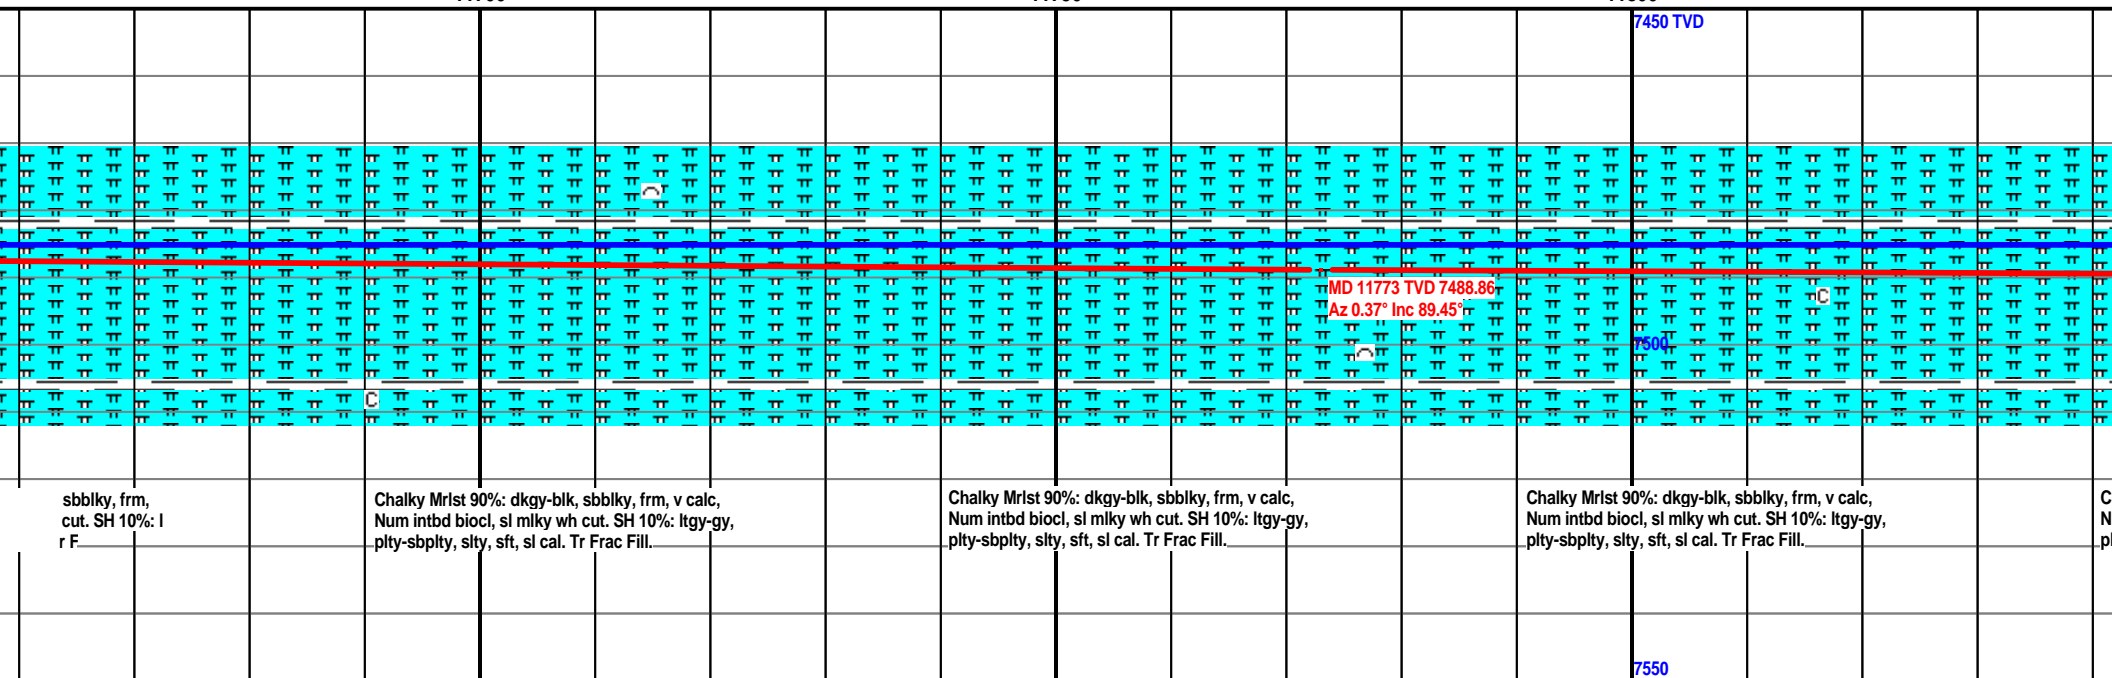 7450 TVD
MD 11773 TVD 7488.86
Az 0.37° Inc 89.45°
C
7500
C
sbblky, frm,
cut. SH 10%: l
r F
Chalky Mrlst 90%: dkgy-blk, sbblky, frm, v calc,
Num intbd biocl, sl mlky wh cut. SH 10%: ltgy-gy,
plty-sbplty, slty, sft, sl cal. Tr Frac Fill.
Chalky Mrlst 90%: dkgy-blk, sbblky, frm, v calc,
Num intbd biocl, sl mlky wh cut. SH 10%: ltgy-gy,
plty-sbplty, slty, sft, sl cal. Tr Frac Fill.
Chalky Mrlst 90%: dkgy-blk, sbblky, frm, v calc,
Num intbd biocl, sl mlky wh cut. SH 10%: ltgy-gy,
plty-sbplty, slty, sft, sl cal. Tr Frac Fill.
C
N
pl
7550